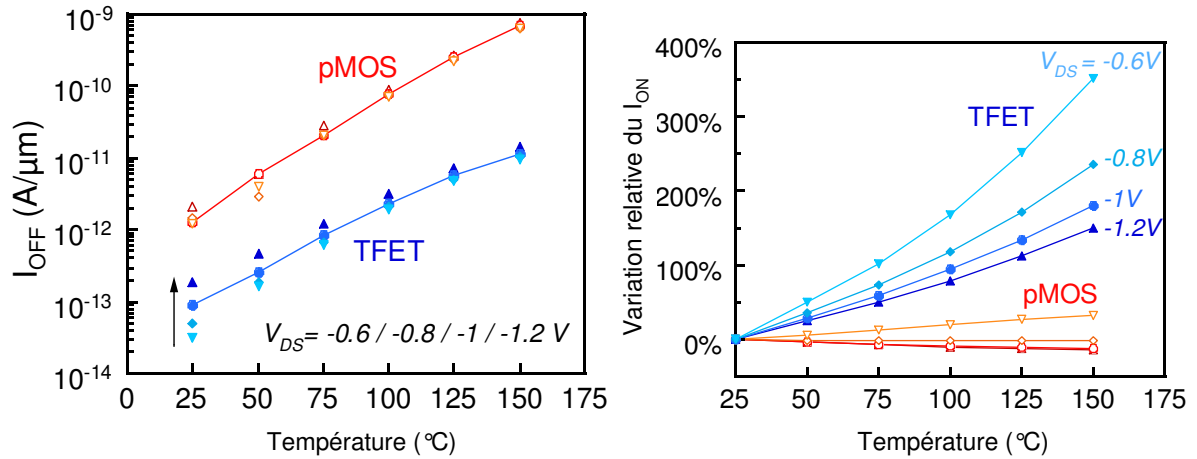 10⁻⁹
10⁻¹⁰
10⁻¹¹
10⁻¹²
10⁻¹³
10⁻¹⁴
I_OFF (A/µm)
pMOS
TFET
V_DS= -0.6 / -0.8 / -1 / -1.2 V
0 25 50 75 100 125 150 175
Température (°C)
400%
300%
200%
100%
0%
Variation relative du I_ON
V_DS= -0.6V
TFET
-0.8V
-1V
-1.2V
pMOS
25 50 75 100 125 150 175
Température (°C)